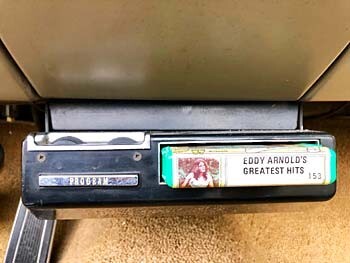 PROGRAM
EDDY ARNOLD'S
GREATEST HITS
153